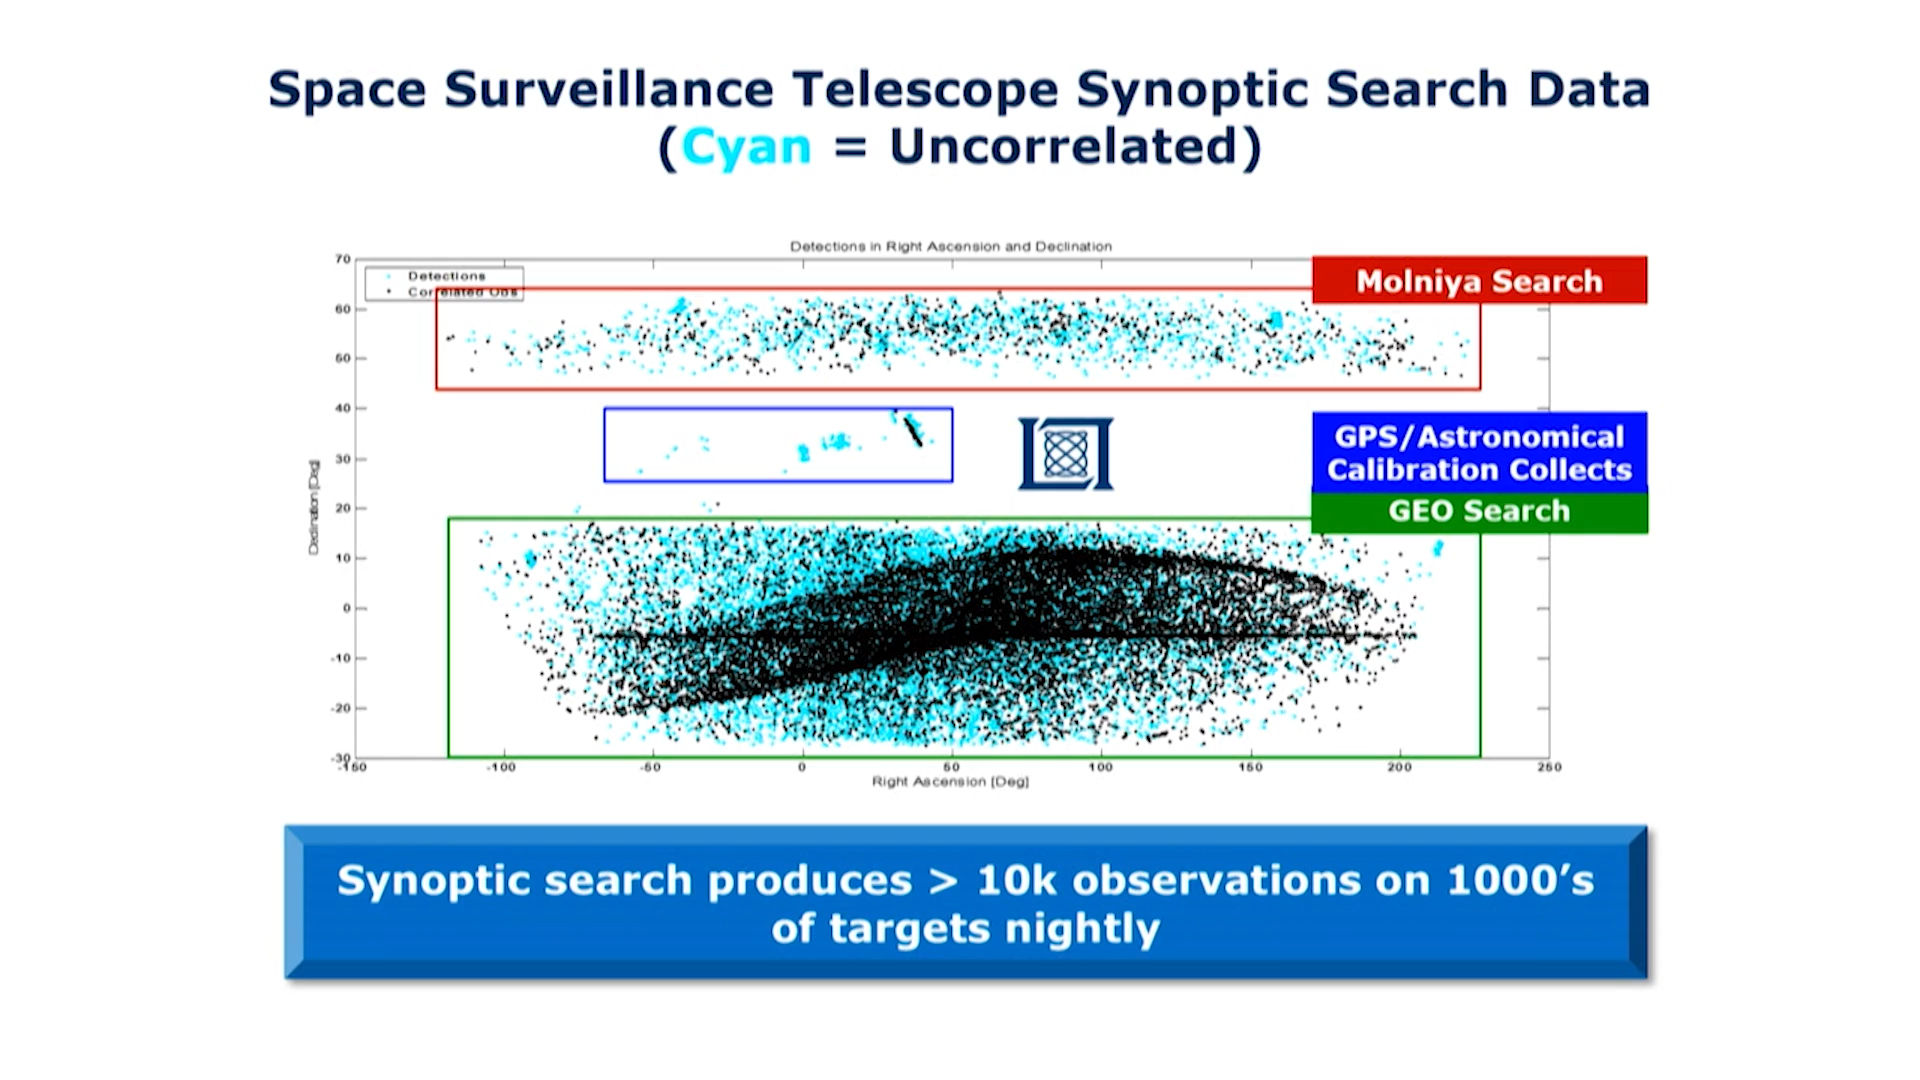 Space Surveillance Telescope Synoptic Search Data
(Cyan = Uncorrelated)
Detections in Right Ascension and Declination
Detections
Correlated Obs
Molniya Search
GPS/Astronomical
Calibration Collects
GEO Search
Declination [Deg]
70
60
50
40
30
20
10
0
-10
-20
-30
-150
-100
-50
0
50
100
150
200
250
Right Ascension [Deg]
Synoptic search produces > 10k observations on 1000’s
of targets nightly